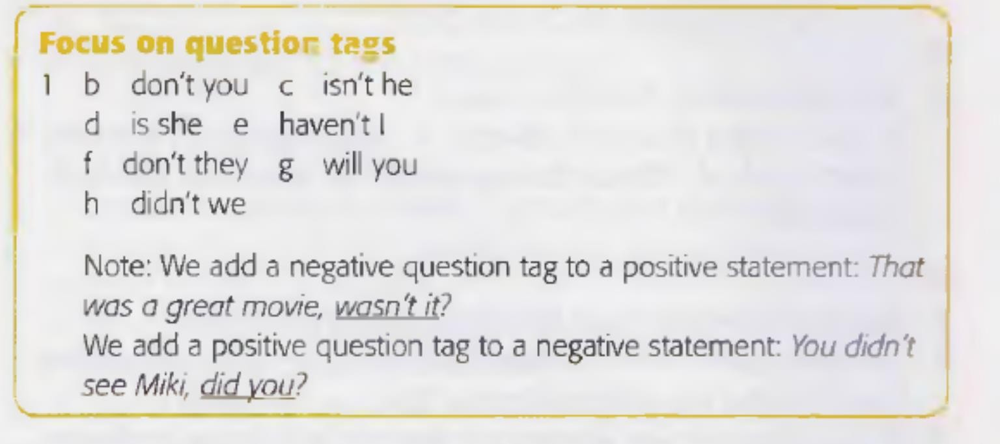 Focus on question tags
1 b don't you c isn't he
d is she e haven't I
f don't they g will you
h didn't we
Note: We add a negative question tag to a positive statement: That
was a great movie, wasn't it?
We add a positive question tag to a negative statement: You didn't
see Miki, did you?